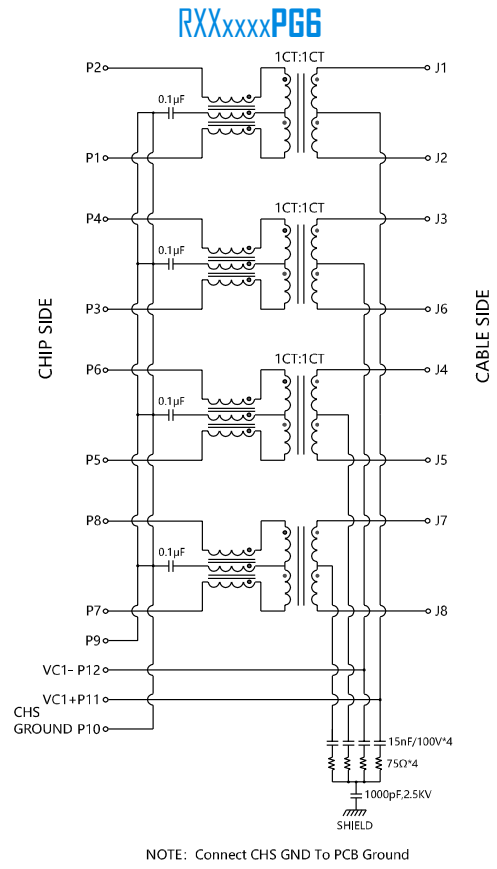 RXXxxxxPG6
1CT:1CT
P2
J1
0.1μF
P1
J2
1CT:1CT
P4
J3
0.1μF
P3
J6
CHIP SIDE
CABLE SIDE
1CT:1CT
P6
J4
0.1μF
P5
J5
P8
J7
0.1μF
P7
J8
P9
VC1- P12
VC1+P11
CHS
GROUND P10
15nF/100V*4
75Ω*4
1000pF,2.5KV
SHIELD
NOTE: Connect CHS GND To PCB Ground